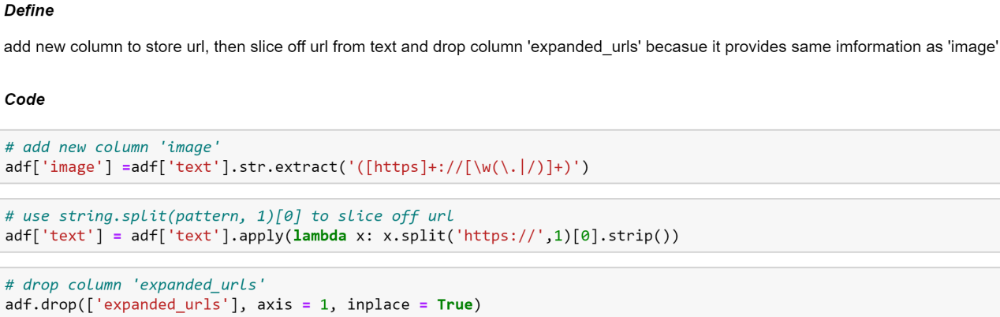 Define
add new column to store url, then slice off url from text and drop column 'expanded_urls' becasue it provides same imformation as 'image'
Code
# add new column 'image'
adf['image'] =adf['text'].str.extract('([https]+://[\w(\.|/)]+)')
# use string.split(pattern, 1)[0] to slice off url
adf['text'] = adf['text'].apply(lambda x: x.split('https://',1)[0].strip())
# drop column 'expanded_urls'
adf.drop(['expanded_urls'], axis = 1, inplace = True)